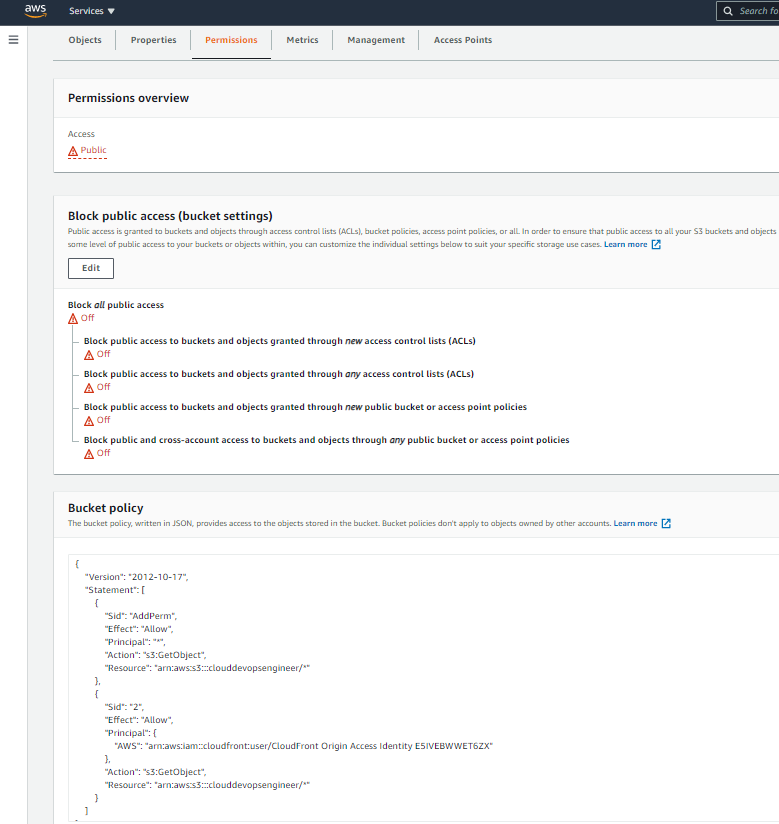 aws
Services ▼
Search fo
Objects
Properties
Permissions
Metrics
Management
Access Points
Permissions overview
Access
Public
Block public access (bucket settings)
Public access is granted to buckets and objects through access control lists (ACLs), bucket policies, access point policies, or all. In order to ensure that public access to all your S3 buckets and objects
some level of public access to your buckets or objects within, you can customize the individual settings below to suit your specific storage use cases. Learn more
Edit
Block all public access
Off
Block public access to buckets and objects granted through new access control lists (ACLs)
Off
Block public access to buckets and objects granted through any access control lists (ACLs)
Off
Block public access to buckets and objects granted through new public bucket or access point policies
Off
Block public and cross-account access to buckets and objects through any public bucket or access point policies
Off
Bucket policy
The bucket policy, written in JSON, provides access to the objects stored in the bucket. Bucket policies don't apply to objects owned by other accounts. Learn more
{
"Version": "2012-10-17",
"Statement": [
{
"Sid": "AddPerm",
"Effect": "Allow",
"Principal": "*",
"Action": "s3:GetObject",
"Resource": "arn:aws:s3:::clouddevopsengineer/*"
},
{
"Sid": "2",
"Effect": "Allow",
"Principal": {
"AWS": "arn:aws:iam::cloudfront:user/CloudFront Origin Access Identity E5IVEBWWET6ZX"
},
"Action": "s3:GetObject",
"Resource": "arn:aws:s3:::clouddevopsengineer/*"
}
]